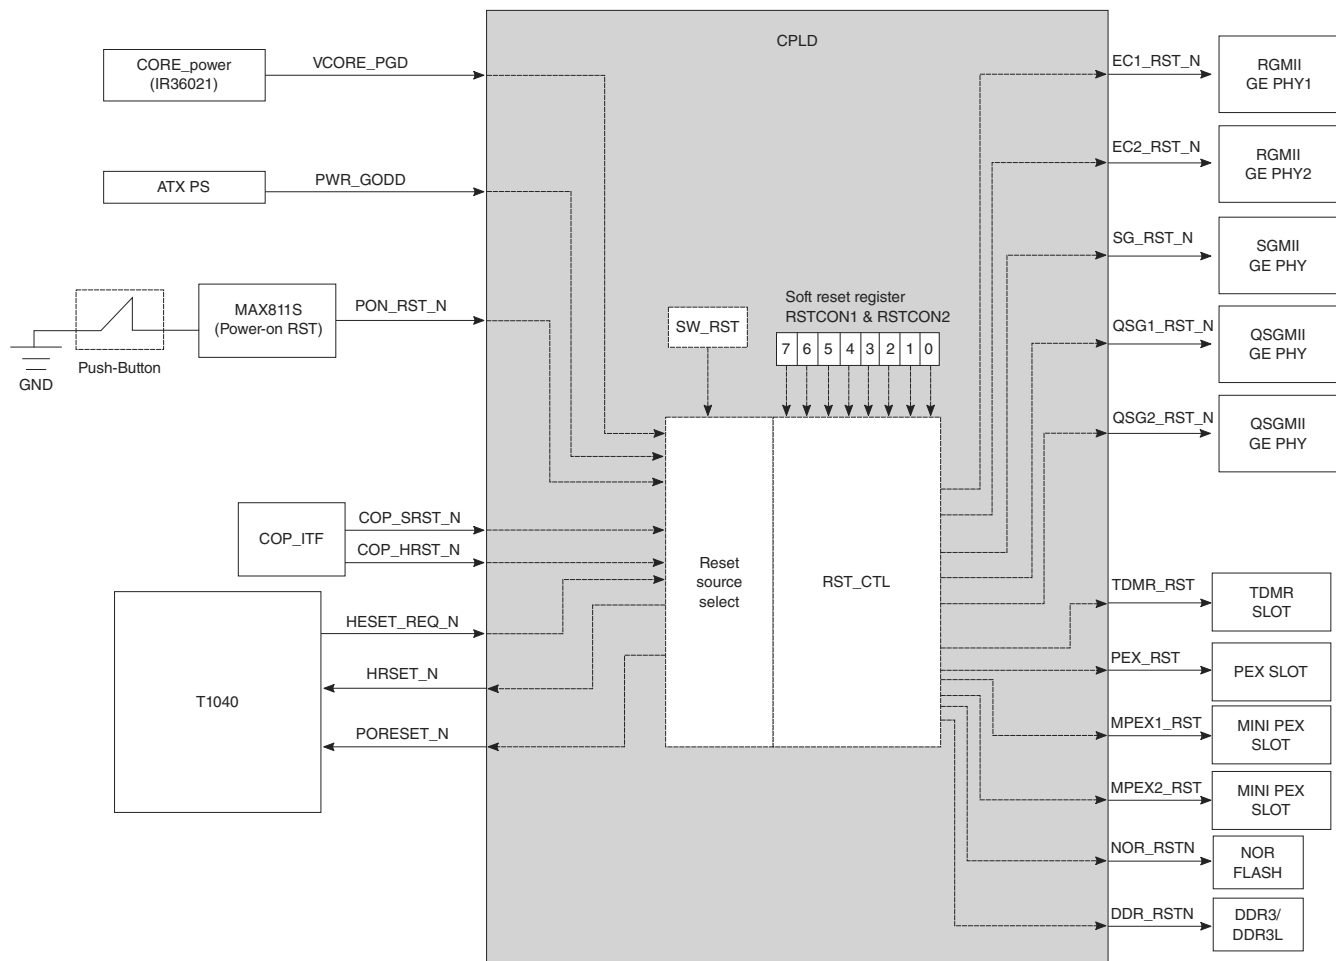 CPLD
CORE_power
(IR36021)
VCORE_PGD
ATX PS
PWR_GODD
MAX811S
(Power-on RST)
PON_RST_N
Push-Button
GND
COP_ITF
COP_SRST_N
COP_HRST_N
T1040
HESET_REQ_N
HRSET_N
PORESET_N
SW_RST
Soft reset register
RSTCON1 & RSTCON2
7 6 5 4 3 2 1 0
Reset
source
select
RST_CTL
EC1_RST_N
RGMII
GE PHY1
EC2_RST_N
RGMII
GE PHY2
SG_RST_N
SGMII
GE PHY
QSG1_RST_N
QSGMII
GE PHY
QSG2_RST_N
QSGMII
GE PHY
TDMR_RST
TDMR
SLOT
PEX_RST
PEX SLOT
MPEX1_RST
MINI PEX
SLOT
MPEX2_RST
MINI PEX
SLOT
NOR_RSTN
NOR
FLASH
DDR_RSTN
DDR3/
DDR3L